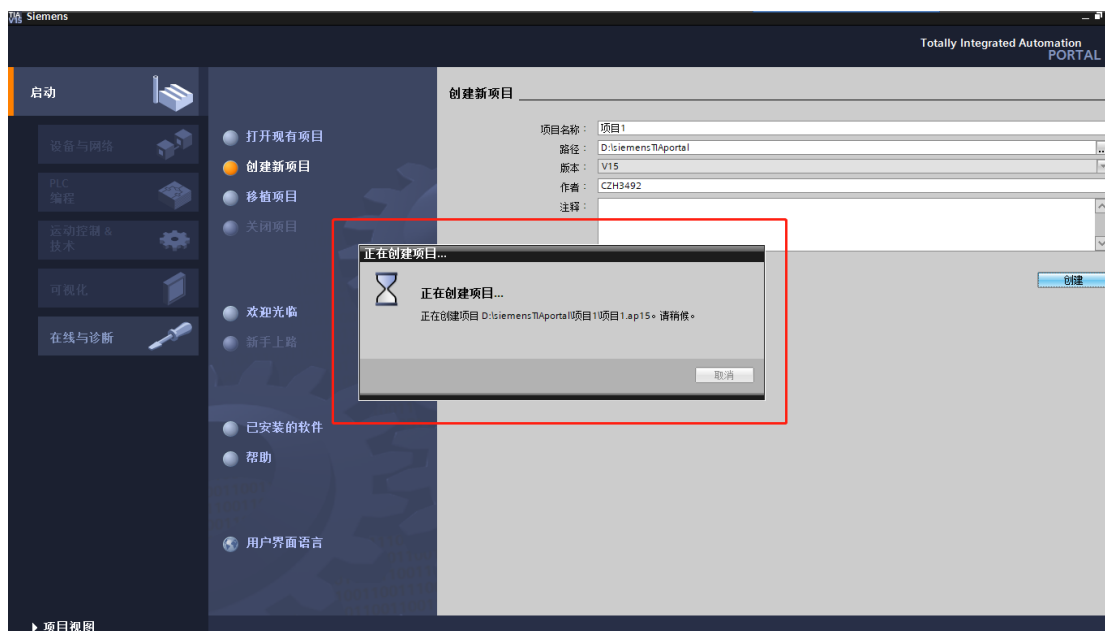 Siemens
Totally Integrated Automation
PORTAL
启动
设备与网络
PLC
编程
运动控制 &
技术
可视化
在线与诊断
打开现有项目
创建新项目
移植项目
关闭项目
欢迎光临
新手上路
已安装的软件
帮助
用户界面语言
创建新项目
项目名称：
项目1
路径：
D:\siemensTIAportal
...
版本：
V15
作者：
CZH3492
注释：
创建
正在创建项目...
正在创建项目...
正在创建项目 D:\siemensTIAportal\项目1\项目1.ap15。请稍候。
取消
项目视图